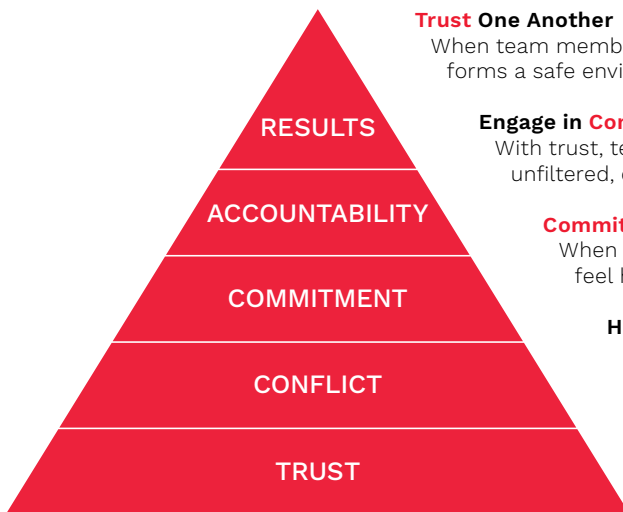 RESULTS
ACCOUNTABILITY
COMMITMENT
CONFLICT
TRUST
Trust One Another
When team
forms a safe
Engage in
With trust,
unfiltered,
Commit
When
feel